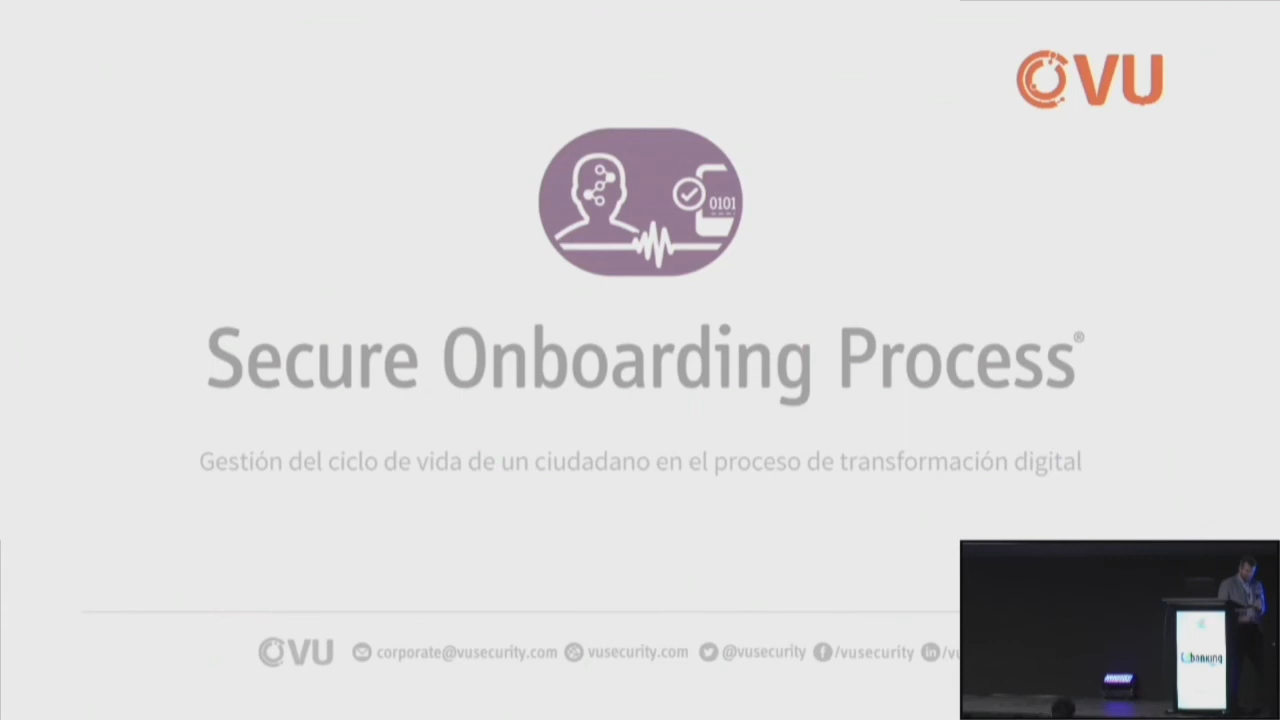 VU
0101
Secure Onboarding Process®
Gestión del ciclo de vida de un ciudadano en el proceso de transformación digital
VU corporate@vusecurity.com vusecurity.com @vusecurity /vusecurity
banking